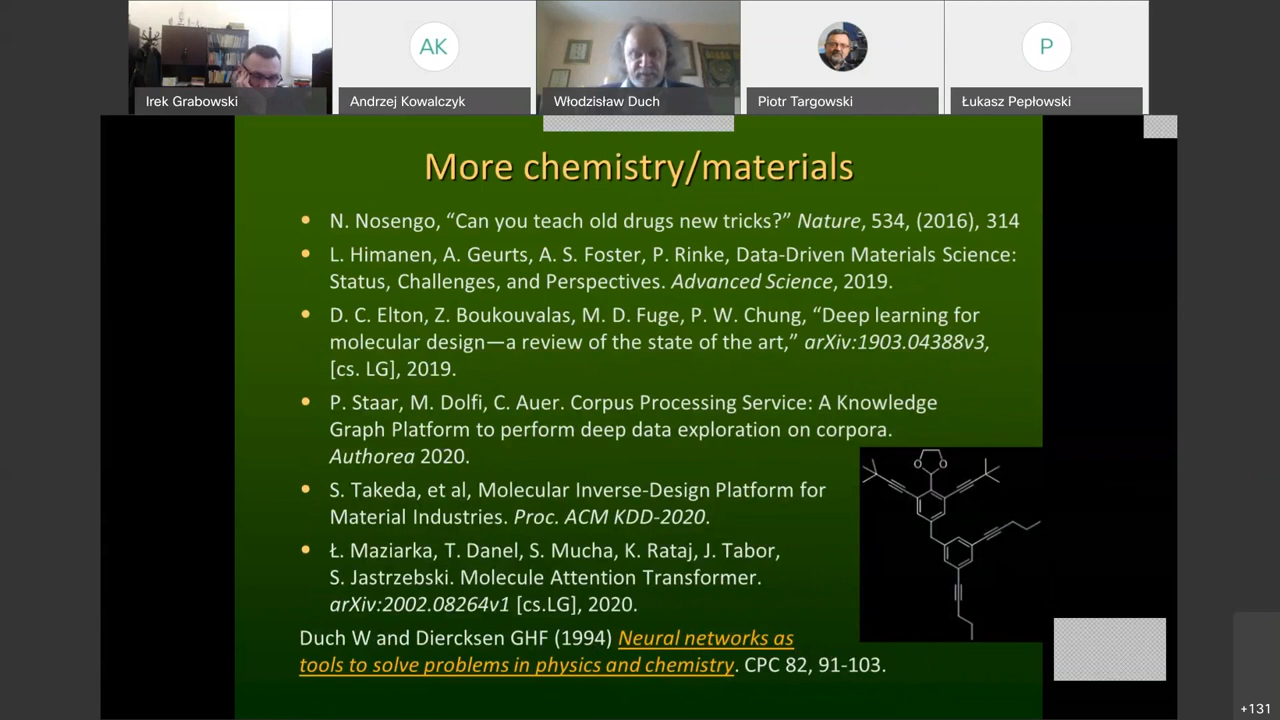 AK
P
Irek Grabowski
Andrzej Kowalczyk
Włodzisław Duch
Piotr Targowski
Łukasz Pepłowski
More chemistry/materials
• N. Nosengo, “Can you teach old drugs new tricks?” Nature, 534, (2016), 314
• L. Himanen, A. Geurts, A. S. Foster, P. Rinke, Data-Driven Materials Science:
Status, Challenges, and Perspectives. Advanced Science, 2019.
• D. C. Elton, Z. Boukouvalas, M. D. Fuge, P. W. Chung, “Deep learning for
molecular design—a review of the state of the art,” arXiv:1903.04388v3,
[cs. LG], 2019.
• P. Staar, M. Dolfi, C. Auer. Corpus Processing Service: A Knowledge
Graph Platform to perform deep data exploration on corpora.
Authorea 2020.
• S. Takeda, et al, Molecular Inverse-Design Platform for
Material Industries. Proc. ACM KDD-2020.
• Ł. Maziarka, T. Danel, S. Mucha, K. Rataj, J. Tabor,
S. Jastrzebski. Molecule Attention Transformer.
arXiv:2002.08264v1 [cs.LG], 2020.
Duch W and Diercksen GHF (1994) Neural networks as
tools to solve problems in physics and chemistry. CPC 82, 91-103.
O O
+131